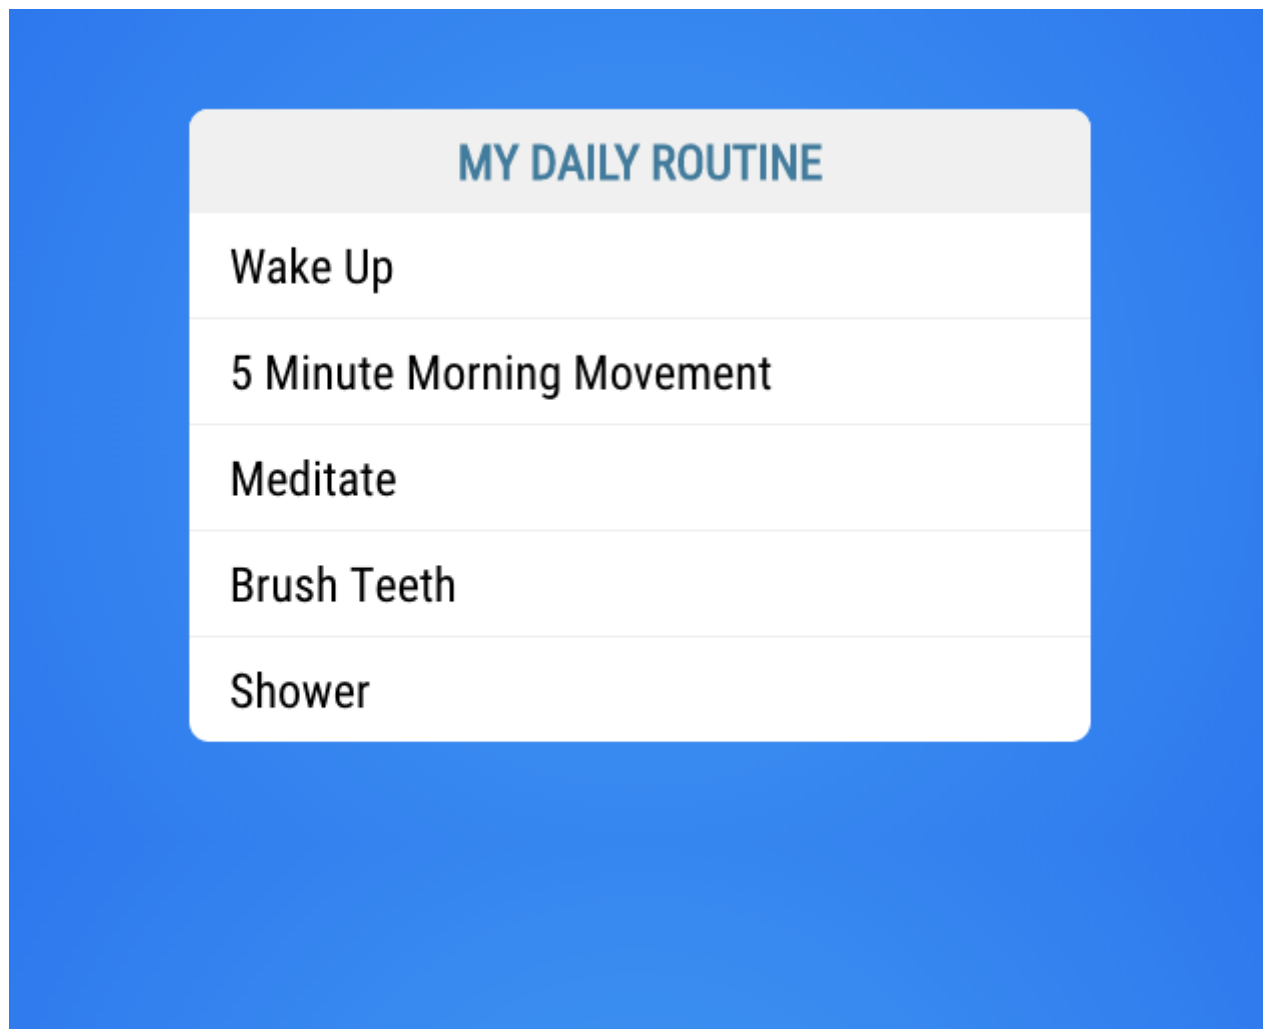 MY DAILY ROUTINE
Wake Up
5 Minute Morning Movement
Meditate
Brush Teeth
Shower